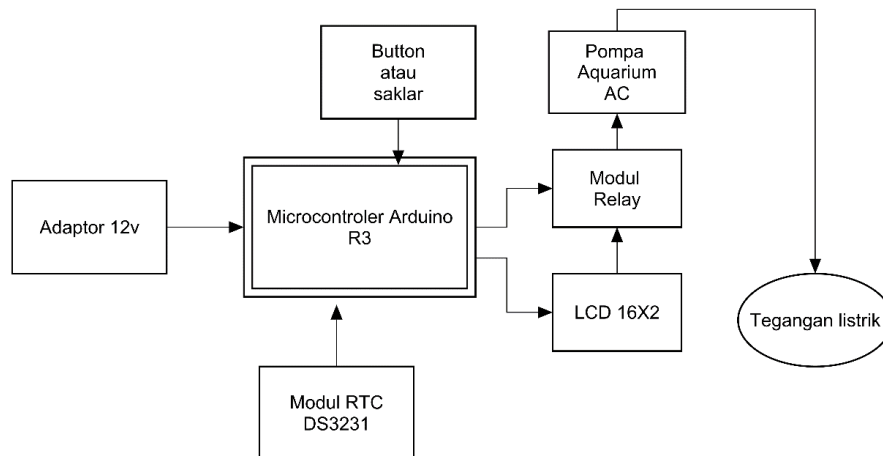 Button
atau
saklar
Pompa
Aquarium
AC
Adaptor 12v
Microcontroler Arduino
R3
Modul
Relay
LCD 16X2
Tegangan listrik
Modul RTC
DS3231